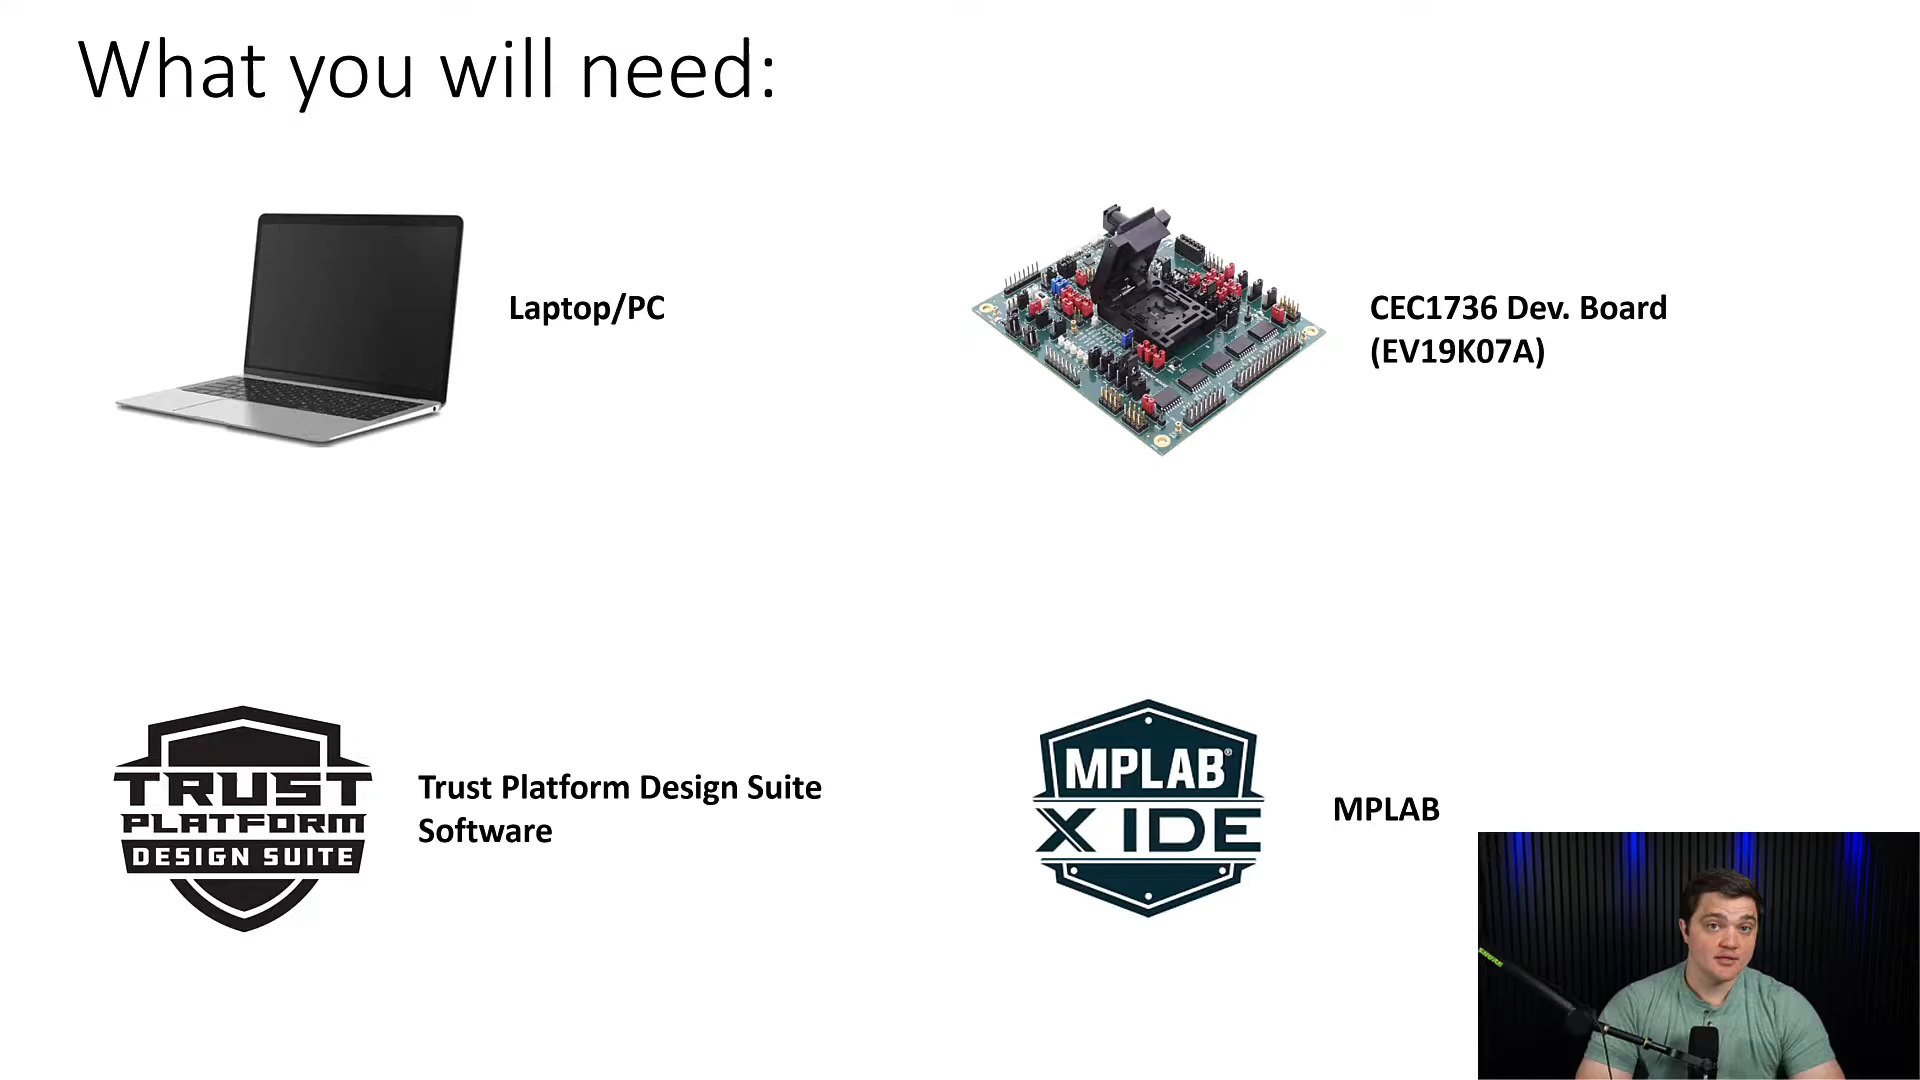 What you will need:
Laptop/PC
CEC1736 Dev. Board
(EV19K07A)
TRUST
PLATFORM
DESIGN SUITE
Trust Platform Design Suite
Software
MPLAB®
X IDE
MPLAB
SHURE